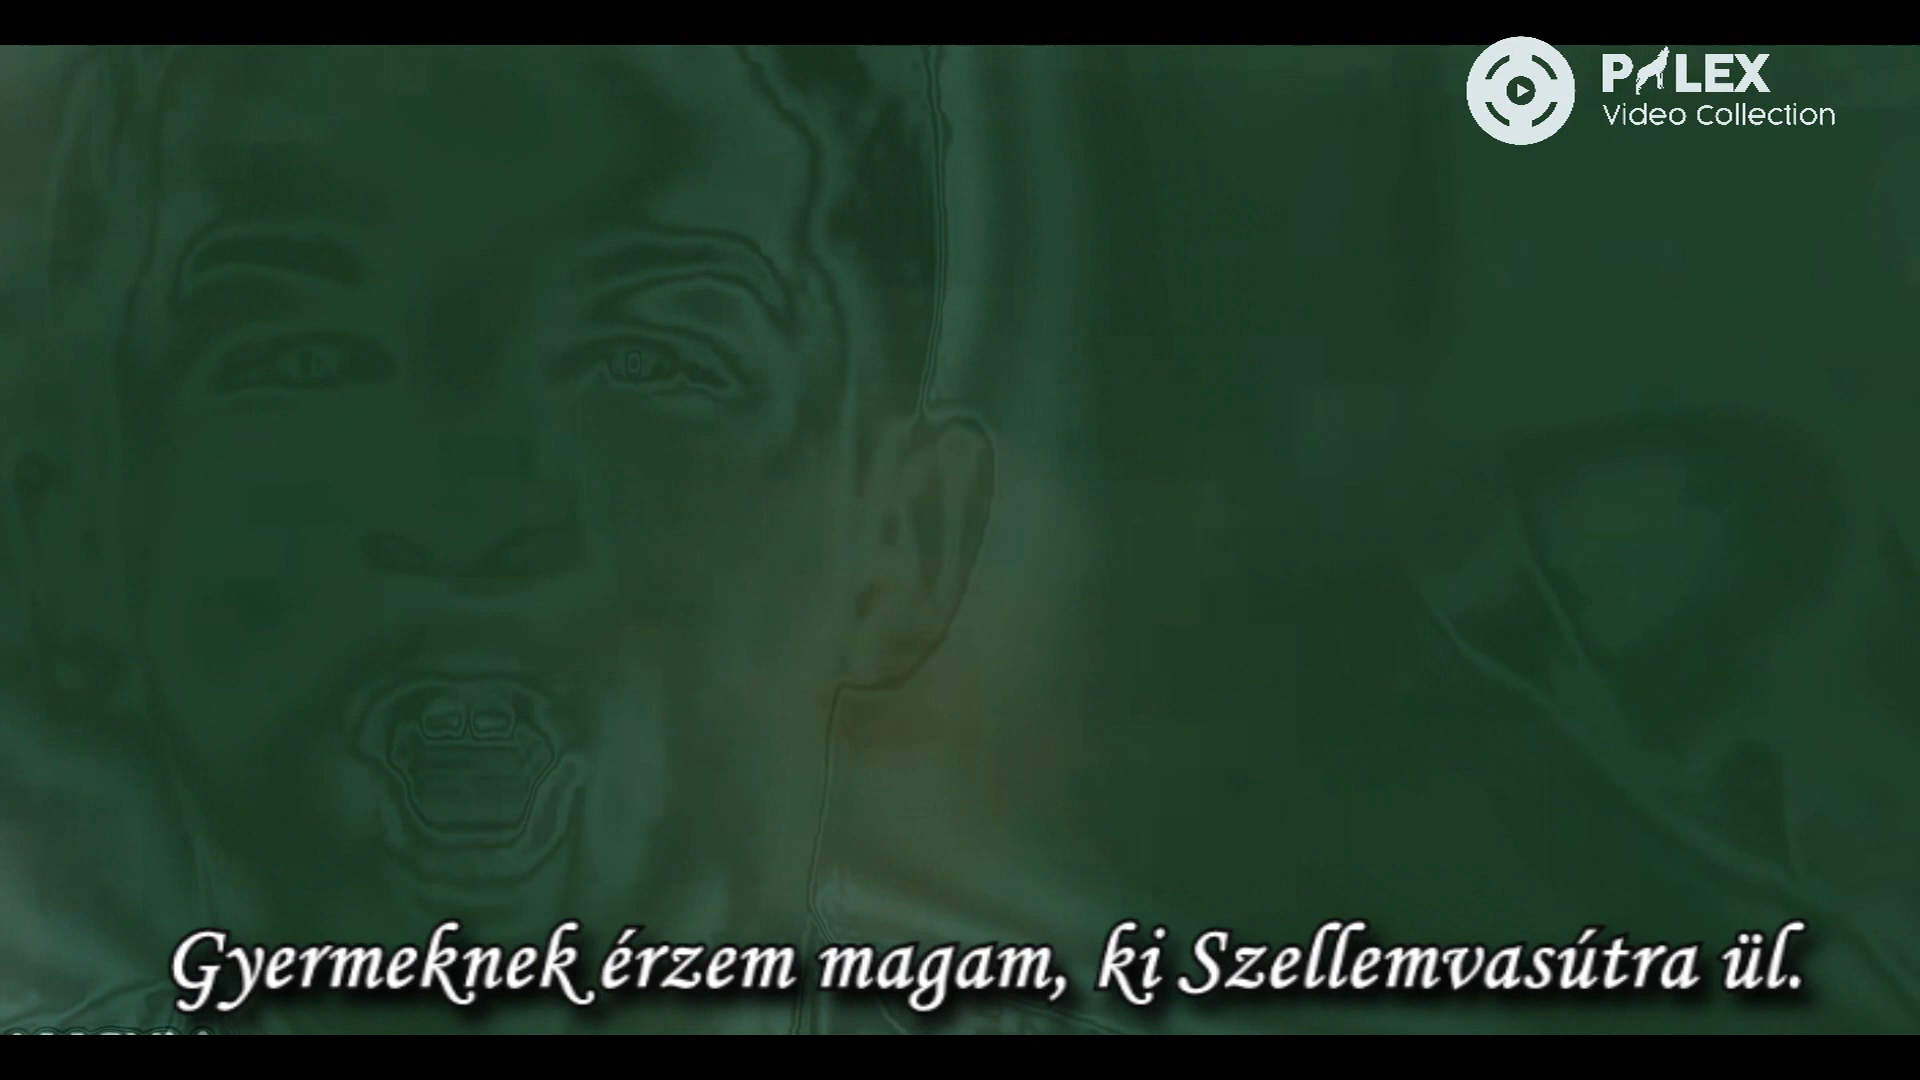 PALEX
Video Collection
Gyermeknek érzem magam, ki Szellemvasútra ül.